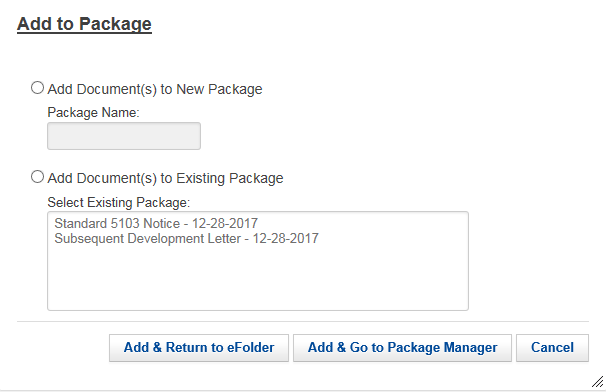 Add to Package
Add Document(s) to New Package
Package Name:
Add Document(s) to Existing Package
Select Existing Package:
Standard 5103 Notice - 12-28-2017
Subsequent Development Letter - 12-28-2017
Add & Return to eFolder
Add & Go to Package Manager
Cancel